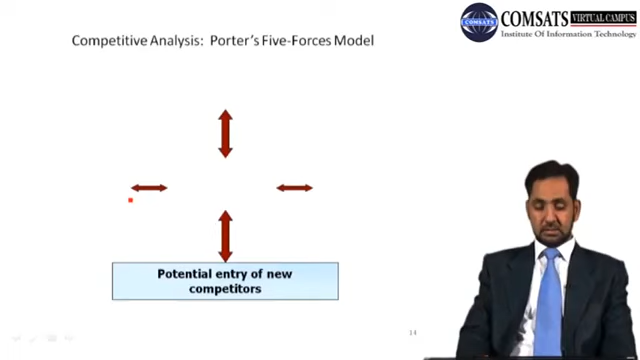 COMSATS VIRTUAL CAMPUS
Institute Of Information Technology
Competitive Analysis: Porter's Five-Forces Model
Potential entry of new
competitors
14